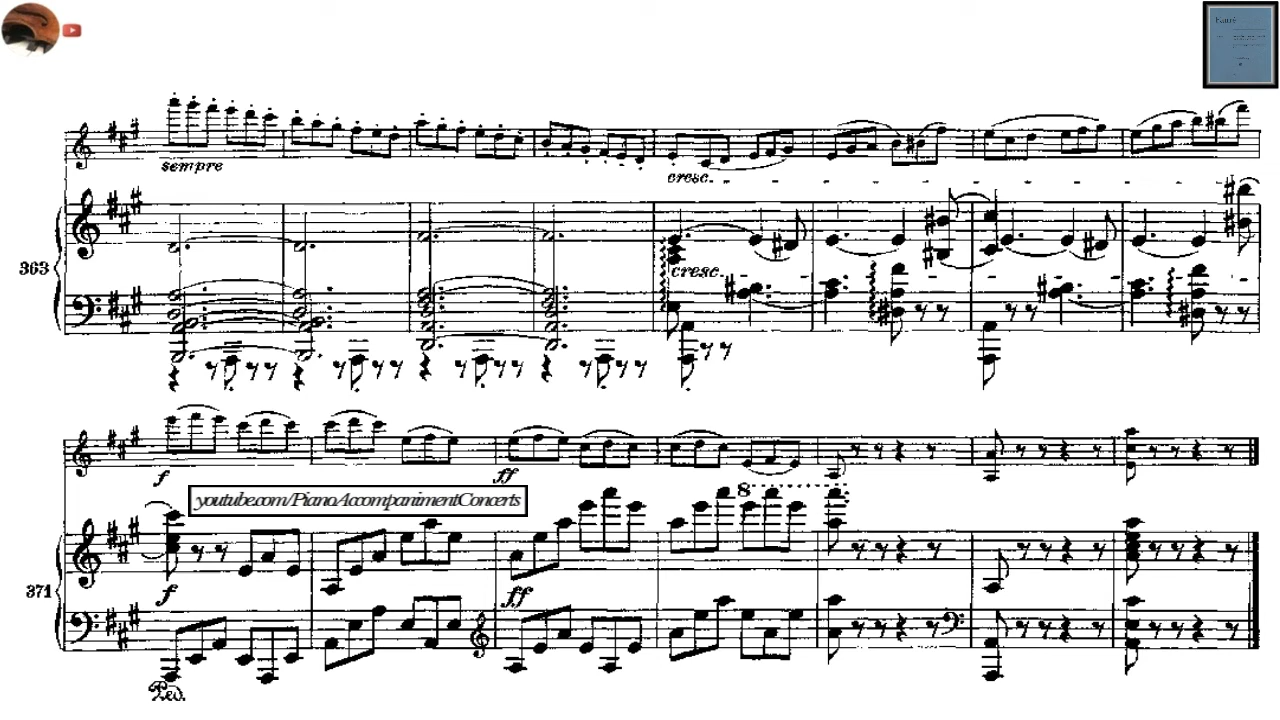 Fauré
sempre
cresc.
363
cresc.
f
ff
youtube.com/PianoAccompanimentConcerts
8
371
f
ff
Ped.